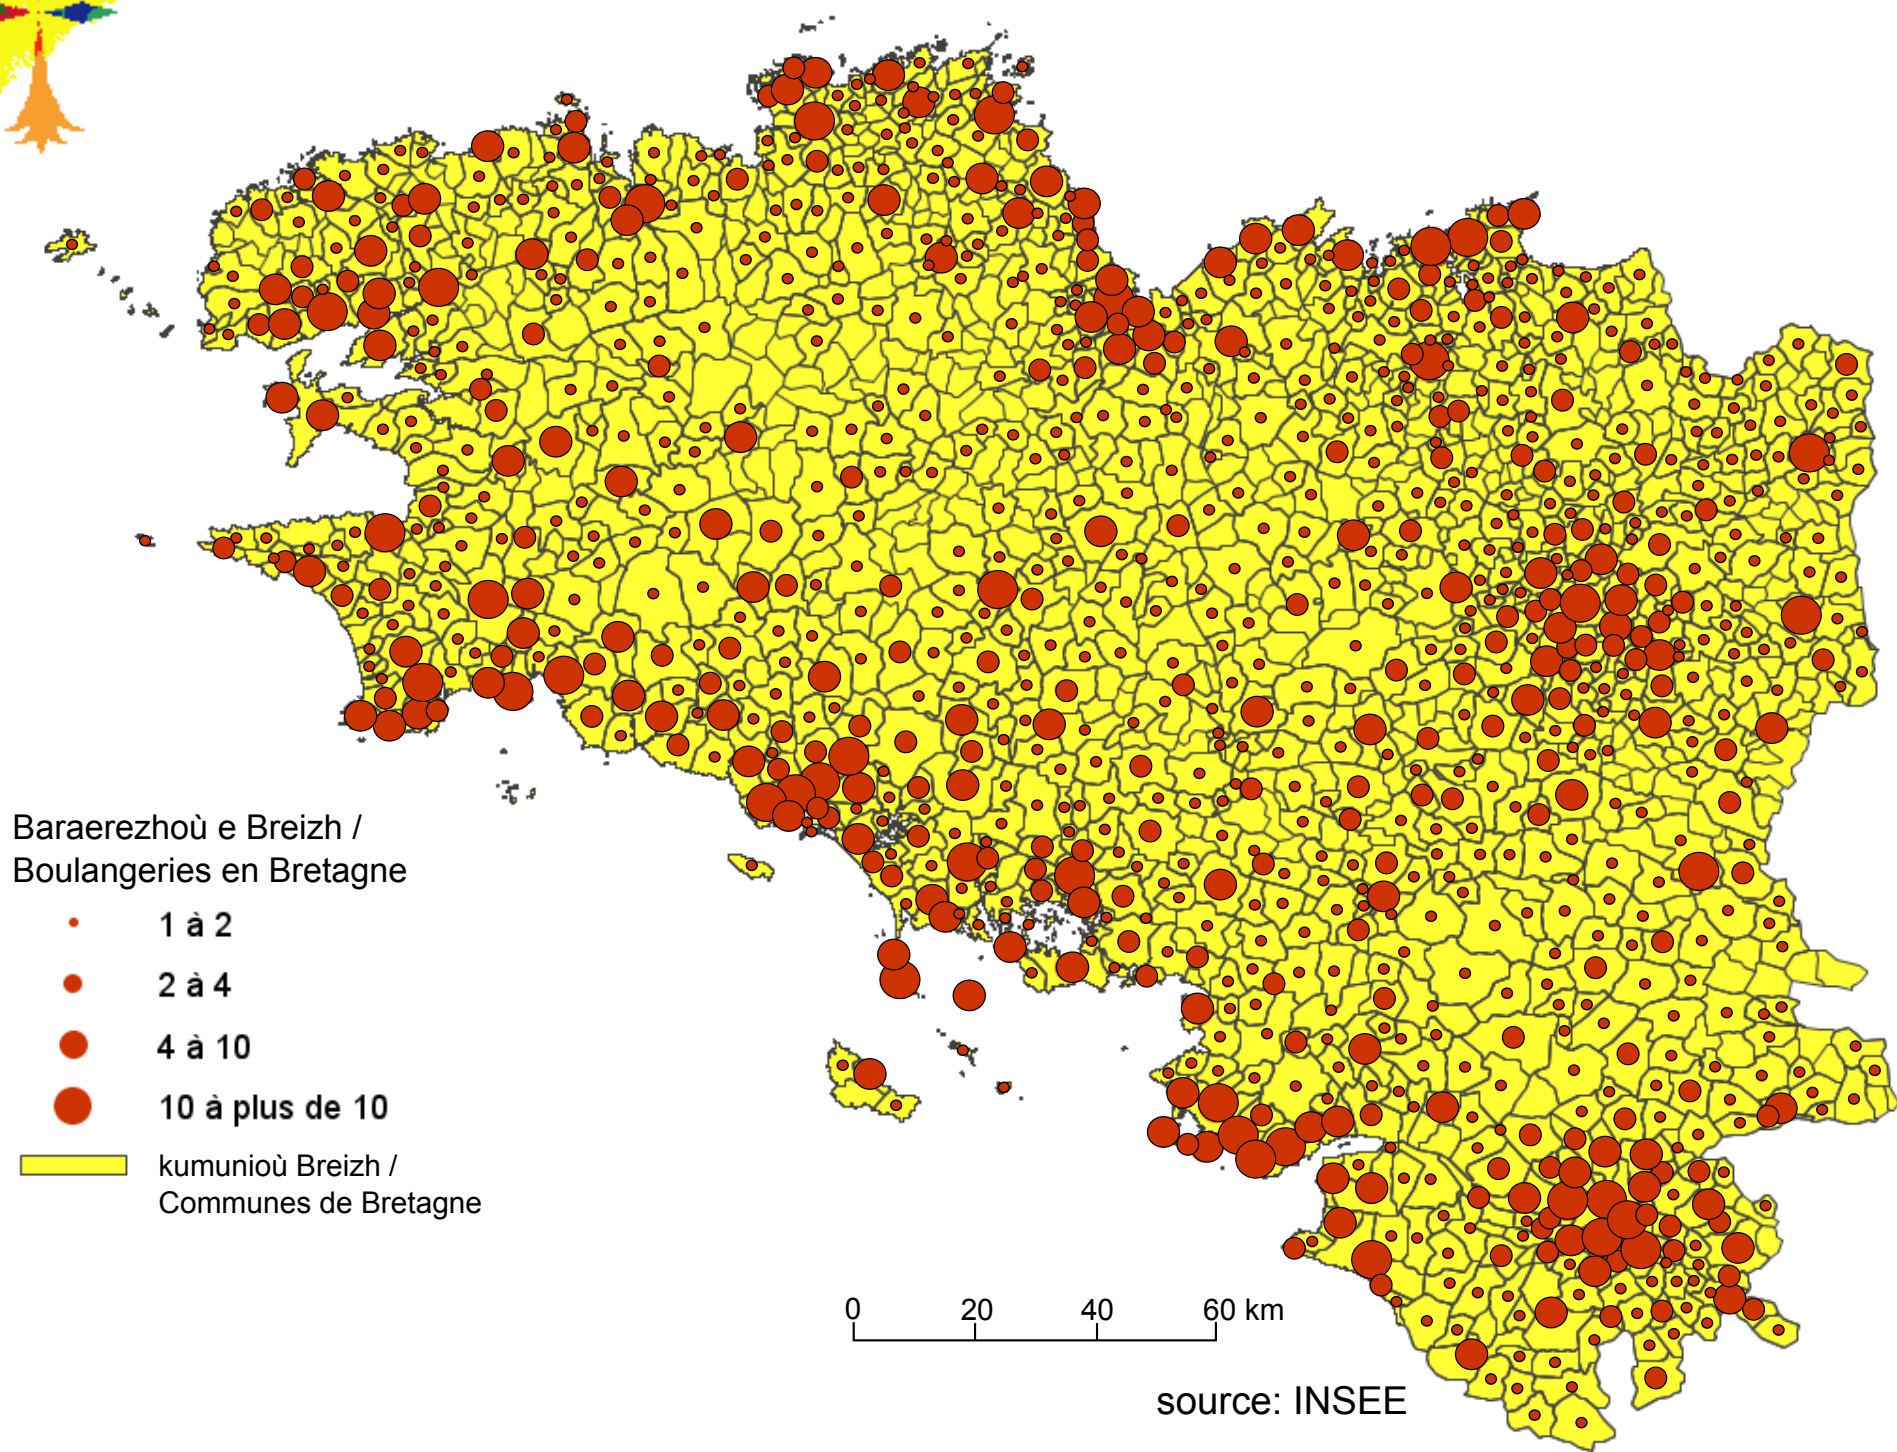 Baraerezhoù e Breizh /
Boulangeries en Bretagne
1 à 2
2 à 4
4 à 10
10 à plus de 10
kumunioù Breizh /
Communes de Bretagne
0 20 40 60 km
source: INSEE